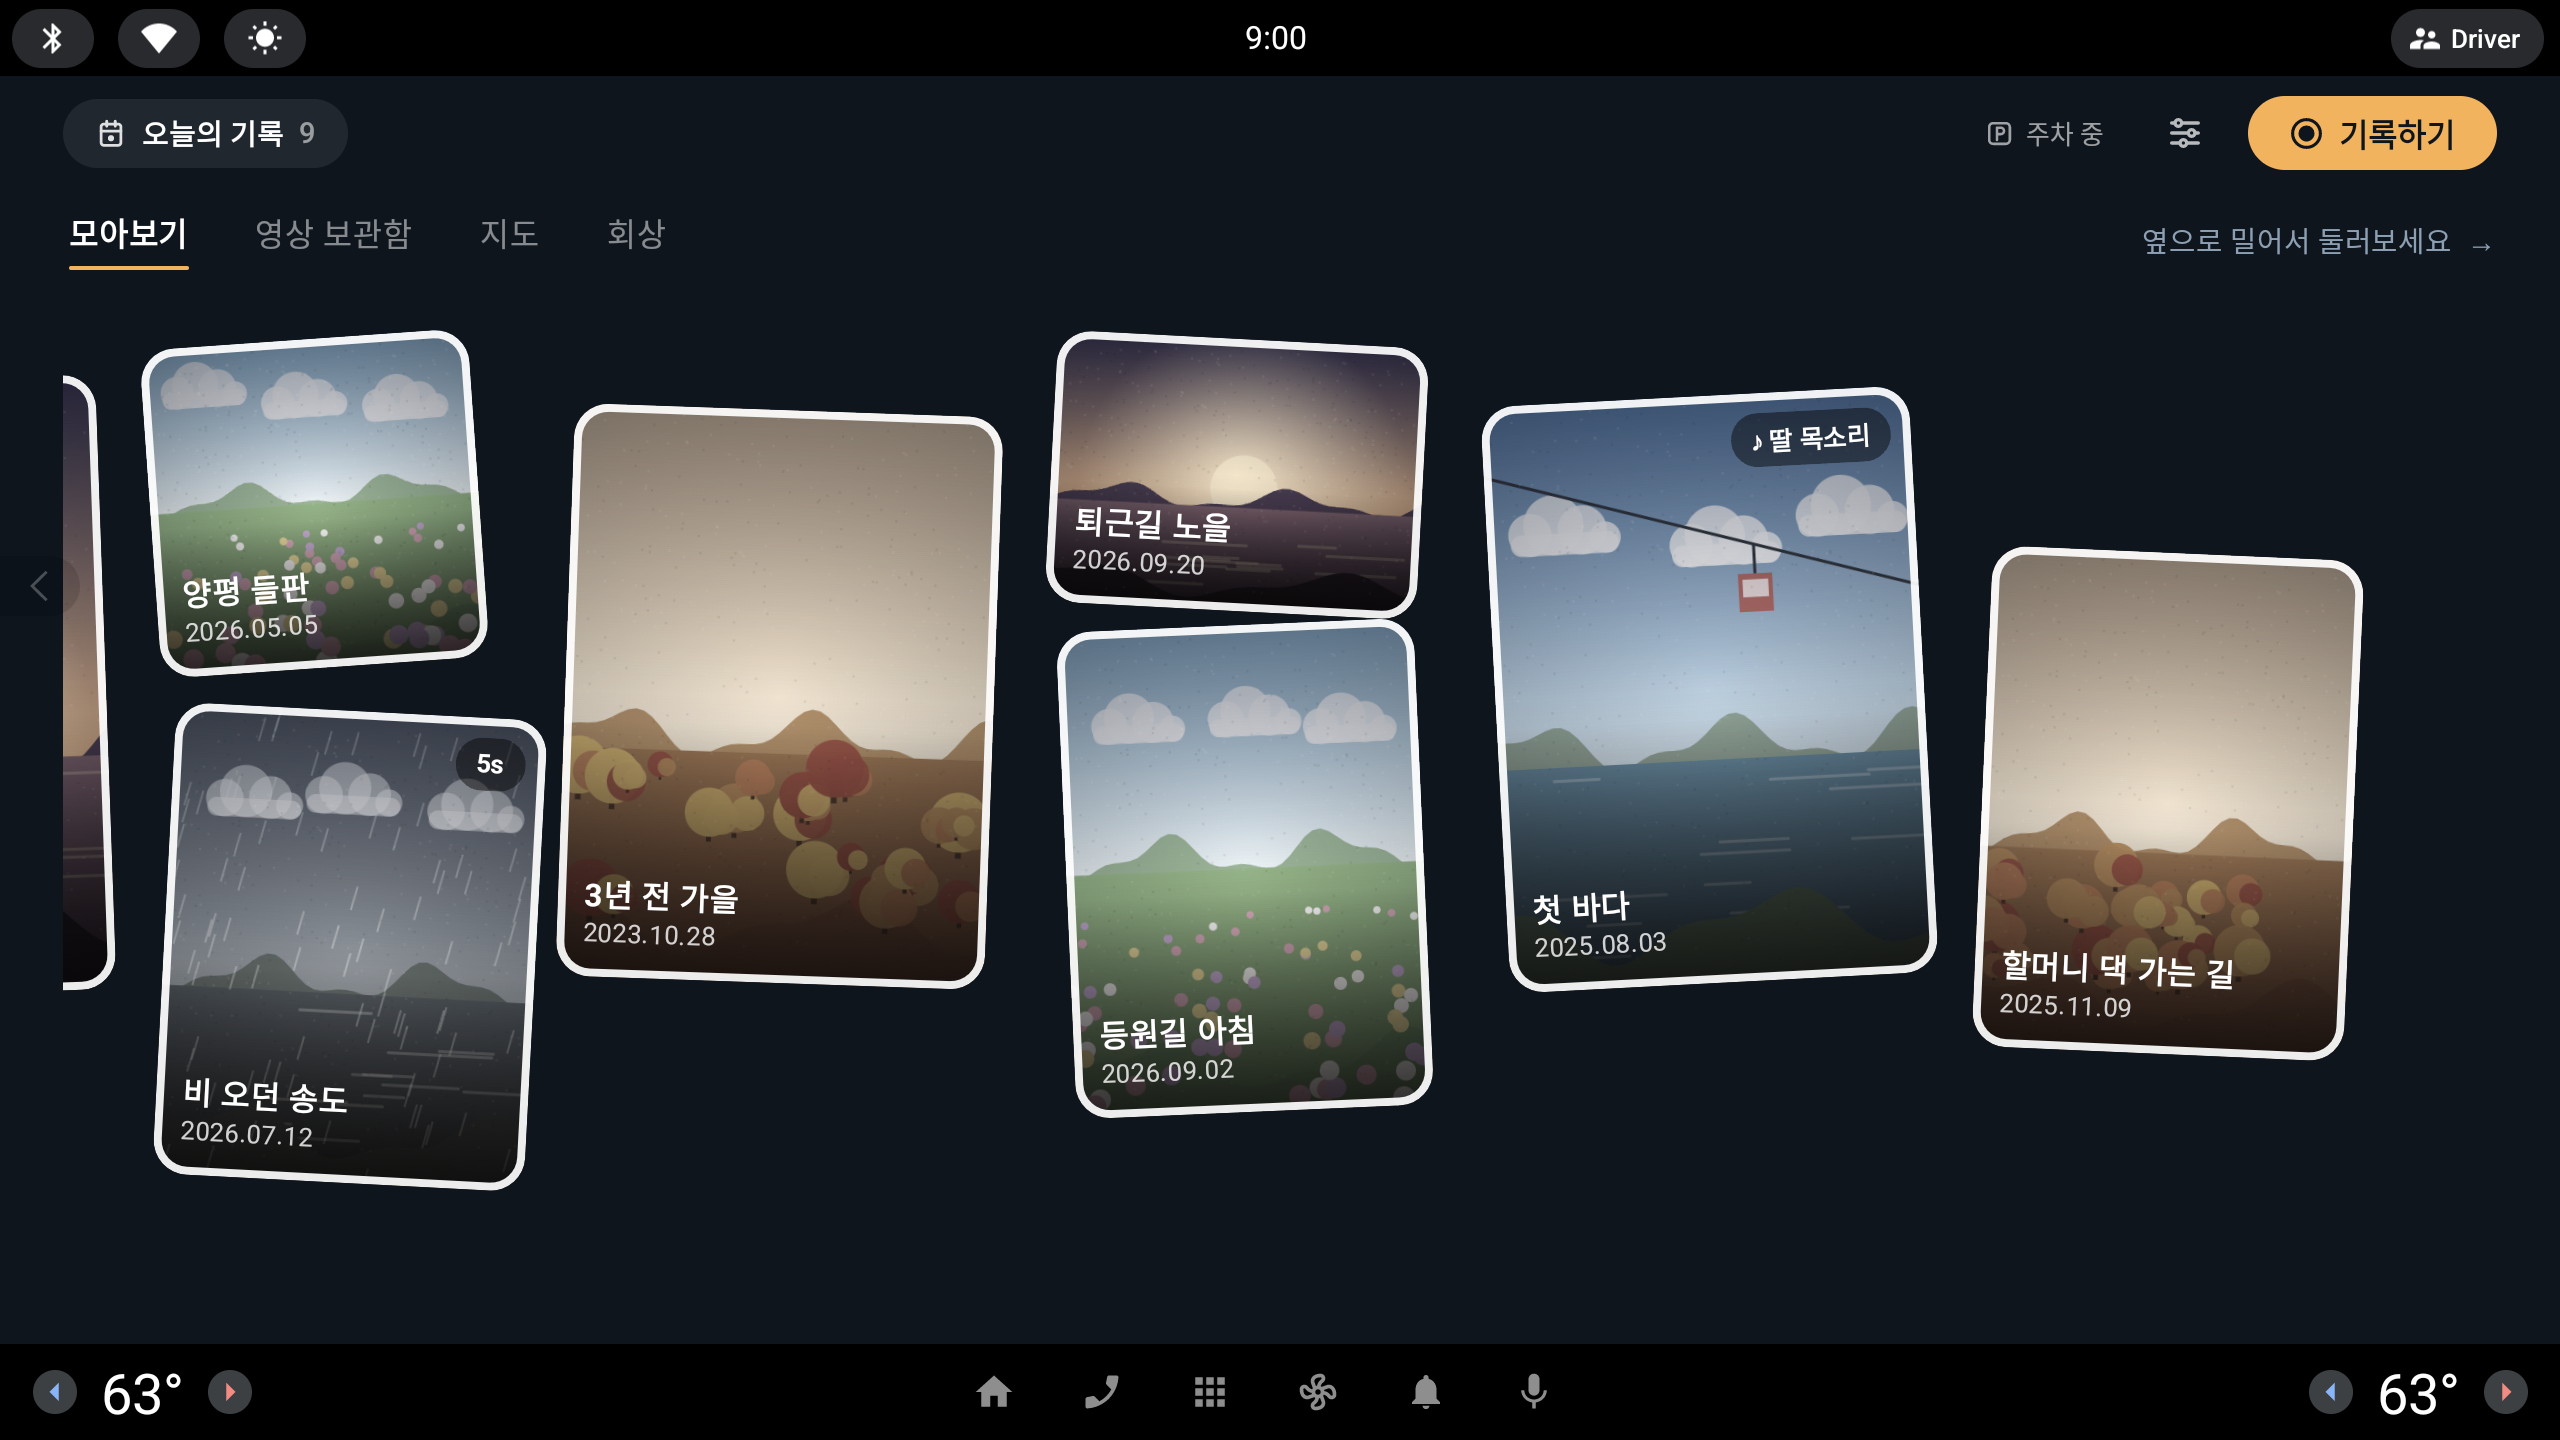 9:00
Driver
오늘의 기록 9
주차 중
기록하기
모아보기
영상 보관함
지도
회상
옆으로 밀어서 둘러보세요 →
양평 들판
2026.05.05
5s
비 오던 송도
2026.07.12
3년 전 가을
2023.10.28
퇴근길 노을
2026.09.20
등원길 아침
2026.09.02
♪ 딸 목소리
첫 바다
2025.08.03
할머니 댁 가는 길
2025.11.09
63°
63°